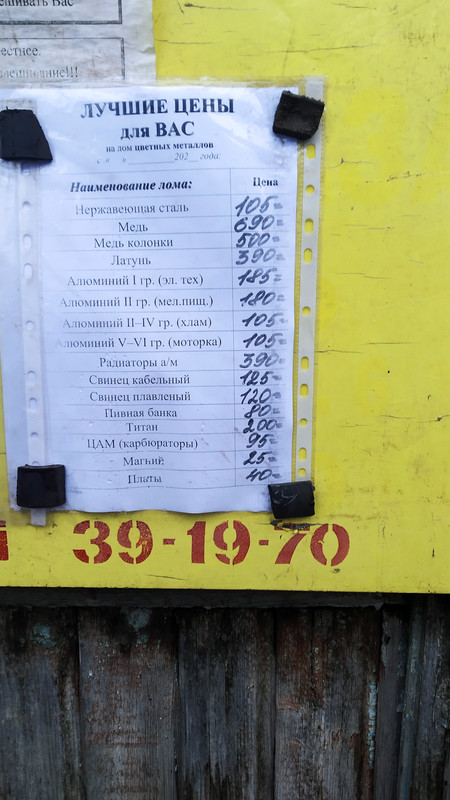 Вас
ЛУЧШИЕ ЦЕНЫ
для ВАС
на лом цветных металлов
с « » 202 года:
Наименование лома: Цена
Нержавеющая сталь 105=
Медь 690=
Медь колонки 500=
Латунь 390=
Алюминий I гр. (эл. тех) 185=
Алюминий II гр. (мел.пищ.) 180=
Алюминий II–IV гр. (хлам) 105=
Алюминий V–VI гр. (моторка) 105=
Радиаторы а/м 390=
Свинец кабельный 125=
Свинец плавленый 120=
Пивная банка 80=
Титан 200=
ЦАМ (карбюраторы) 95=
Магний 25=
Платы 40=
39-19-70